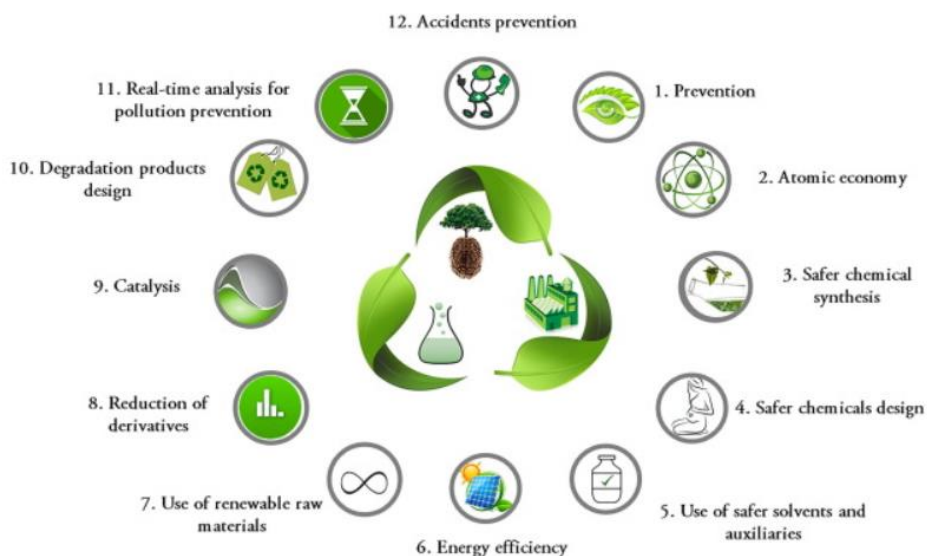 12. Accidents prevention
1. Prevention
2. Atomic economy
3. Safer chemical
synthesis
4. Safer chemicals design
5. Use of safer solvents and
auxiliaries
6. Energy efficiency
7. Use of renewable raw
materials
8. Reduction of
derivatives
9. Catalysis
10. Degradation products
design
11. Real-time analysis for
pollution prevention